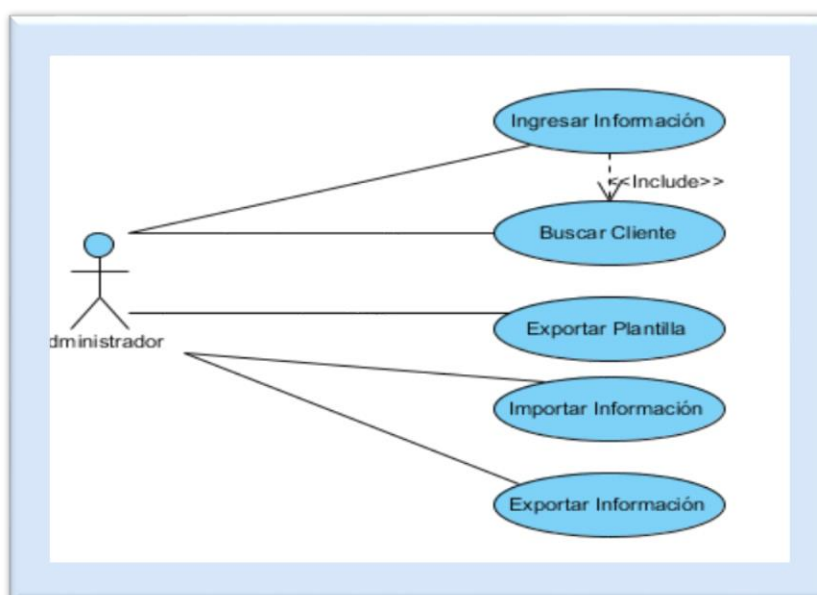 Ingresar Información
<<Include>>
Buscar Cliente
Exportar Plantilla
dministrador
Importar Información
Exportar Información